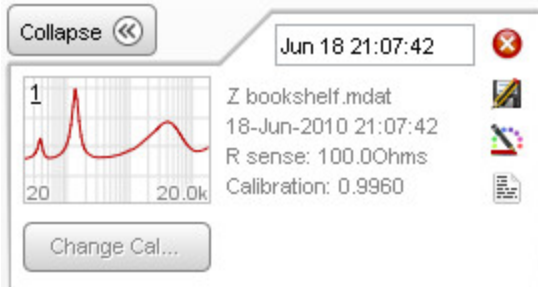 Collapse
Jun 18 21:07:42
1
20
20.0k
Z bookshelf.mdat
18-Jun-2010 21:07:42
R sense: 100.0Ohms
Calibration: 0.9960
Change Cal...